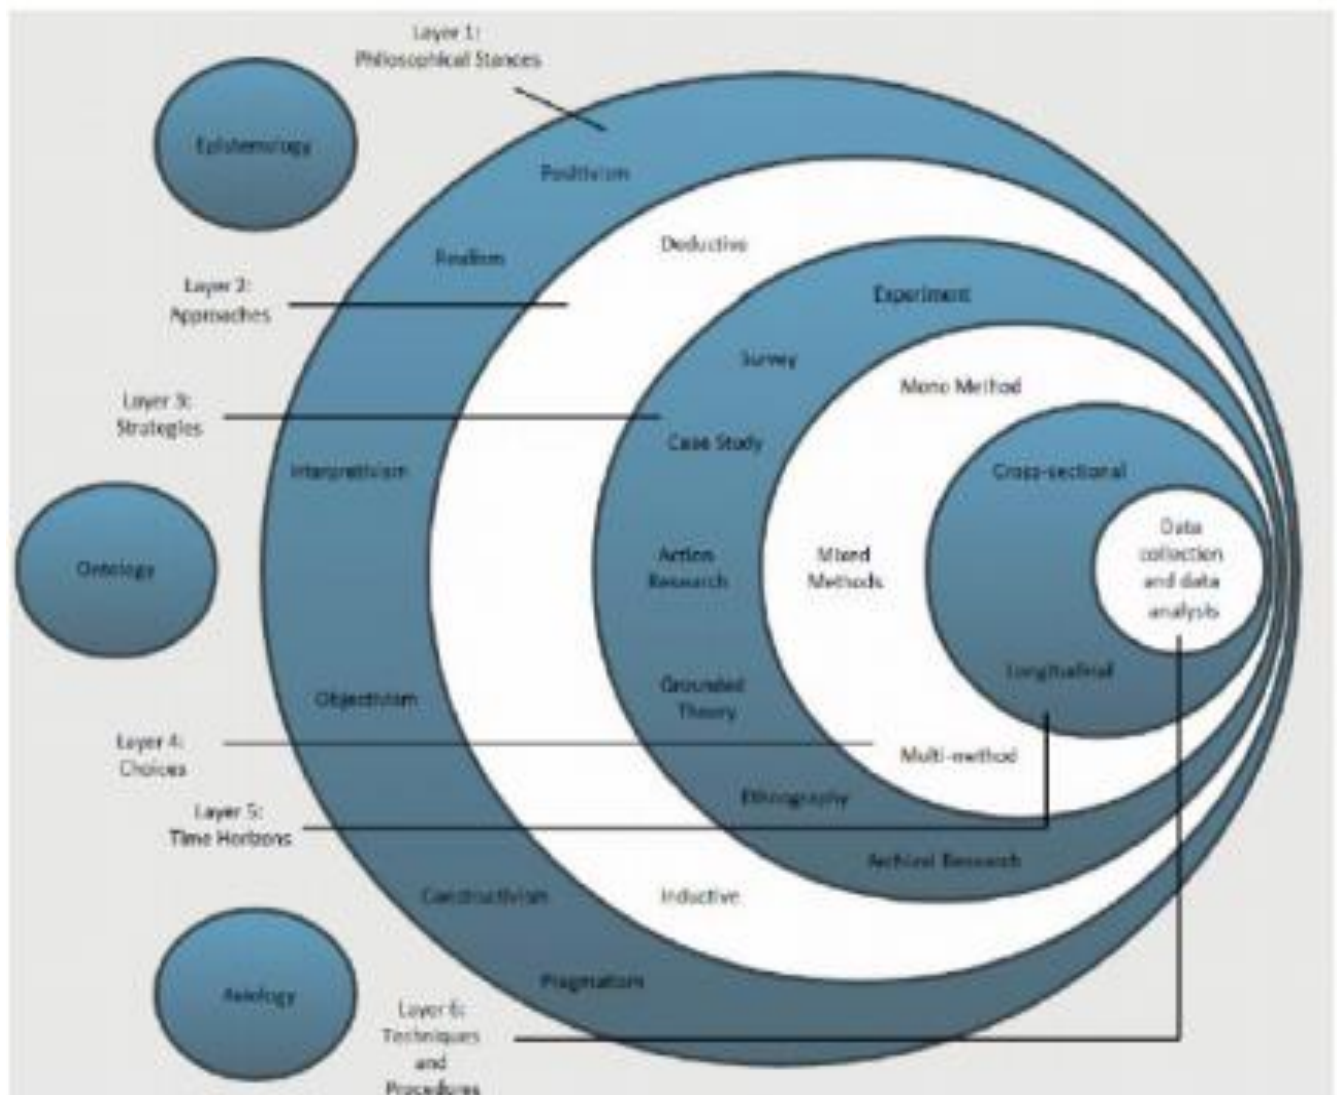 Layer 1:
Philosophical Stances
Epistemology
Positivism
Realism
Deductive
Layer 2:
Approaches
Experiment
Survey
Mono Method
Layer 3:
Strategies
Case Study
Interpretivism
Cross-sectional
Ontology
Action
Research
Mixed
Methods
Data
collection
and data
analysis
Longitudinal
Grounded
Theory
Objectivism
Layer 4:
Choices
Multi-method
Ethnography
Layer 5:
Time Horizons
Archival Research
Constructivism
Inductive
Pragmatism
Axiology
Layer 6:
Techniques
and
Procedures